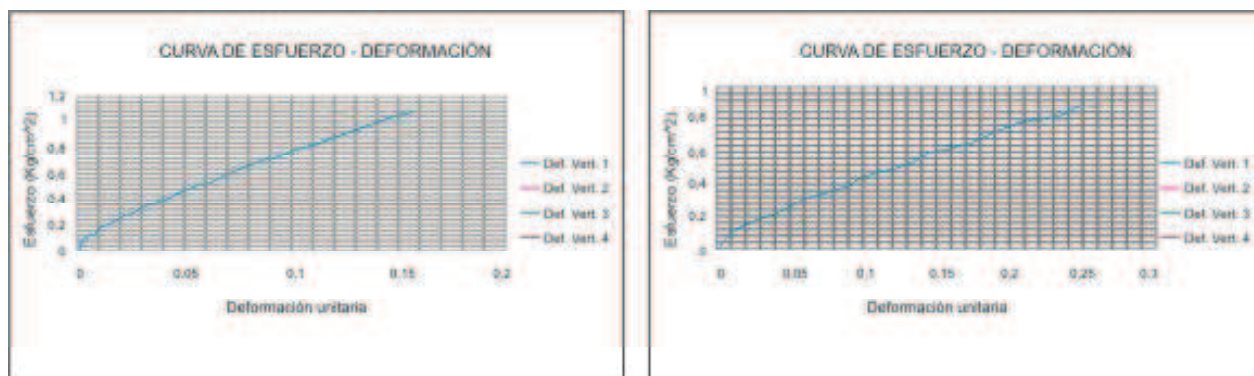 CURVA DE ESFUERZO - DEFORMACIÓN
Esfuerzo (Kg/cm^2)
1,2
1
0,8
0,6
0,4
0,2
0
0 0,05 0,1 0,15 0,2
Deformación unitaria
Def. Vert. 1
Def. Vert. 2
Def. Vert. 3
Def. Vert. 4
CURVA DE ESFUERZO - DEFORMACIÓN
Esfuerzo (Kg/cm^2)
1
0,8
0,6
0,4
0,2
0
0 0,05 0,1 0,15 0,2 0,25 0,3
Deformación unitaria
Def. Vert. 1
Def. Vert. 2
Def. Vert. 3
Def. Vert. 4